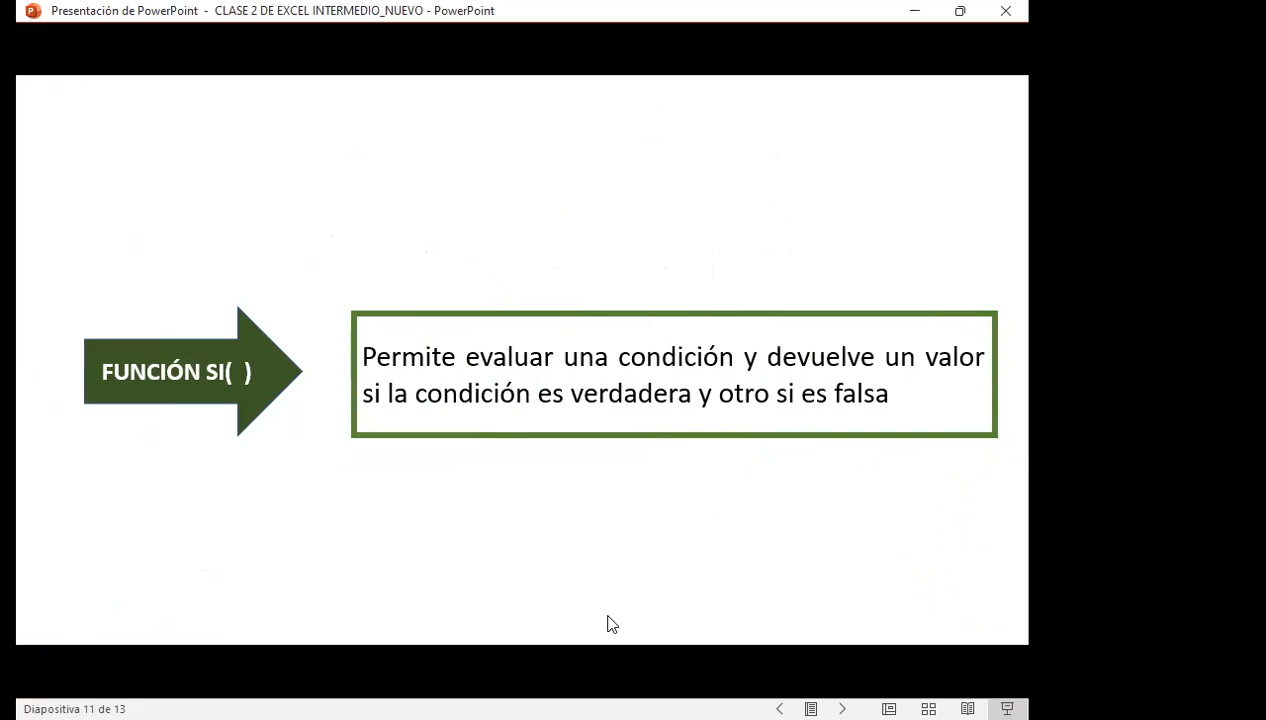 Presentación de PowerPoint - CLASE 2 DE EXCEL INTERMEDIO_NUEVO - PowerPoint
FUNCIÓN SI( )
Permite evaluar una condición y devuelve un valor
si la condición es verdadera y otro si es falsa
Diapositiva 11 de 13